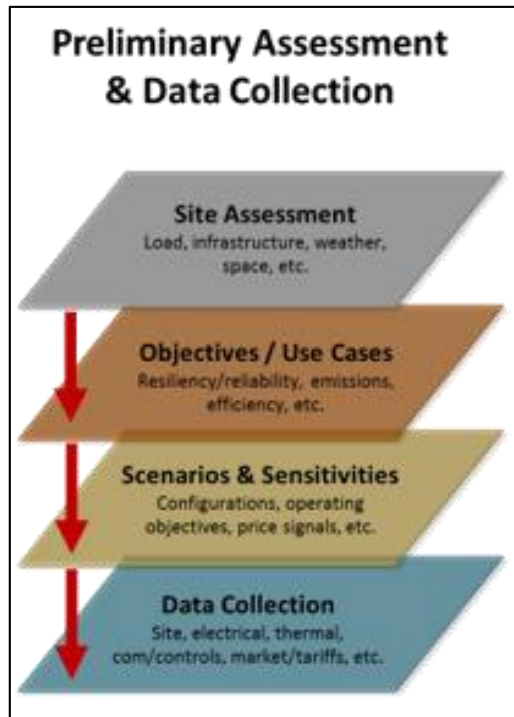 Preliminary Assessment
& Data Collection
Site Assessment
Load, infrastructure, weather,
space, etc.
Objectives / Use Cases
Resiliency/reliability, emissions,
efficiency, etc.
Scenarios & Sensitivities
Configurations, operating
objectives, price signals, etc.
Data Collection
Site, electrical, thermal,
com/controls, market/tariffs, etc.